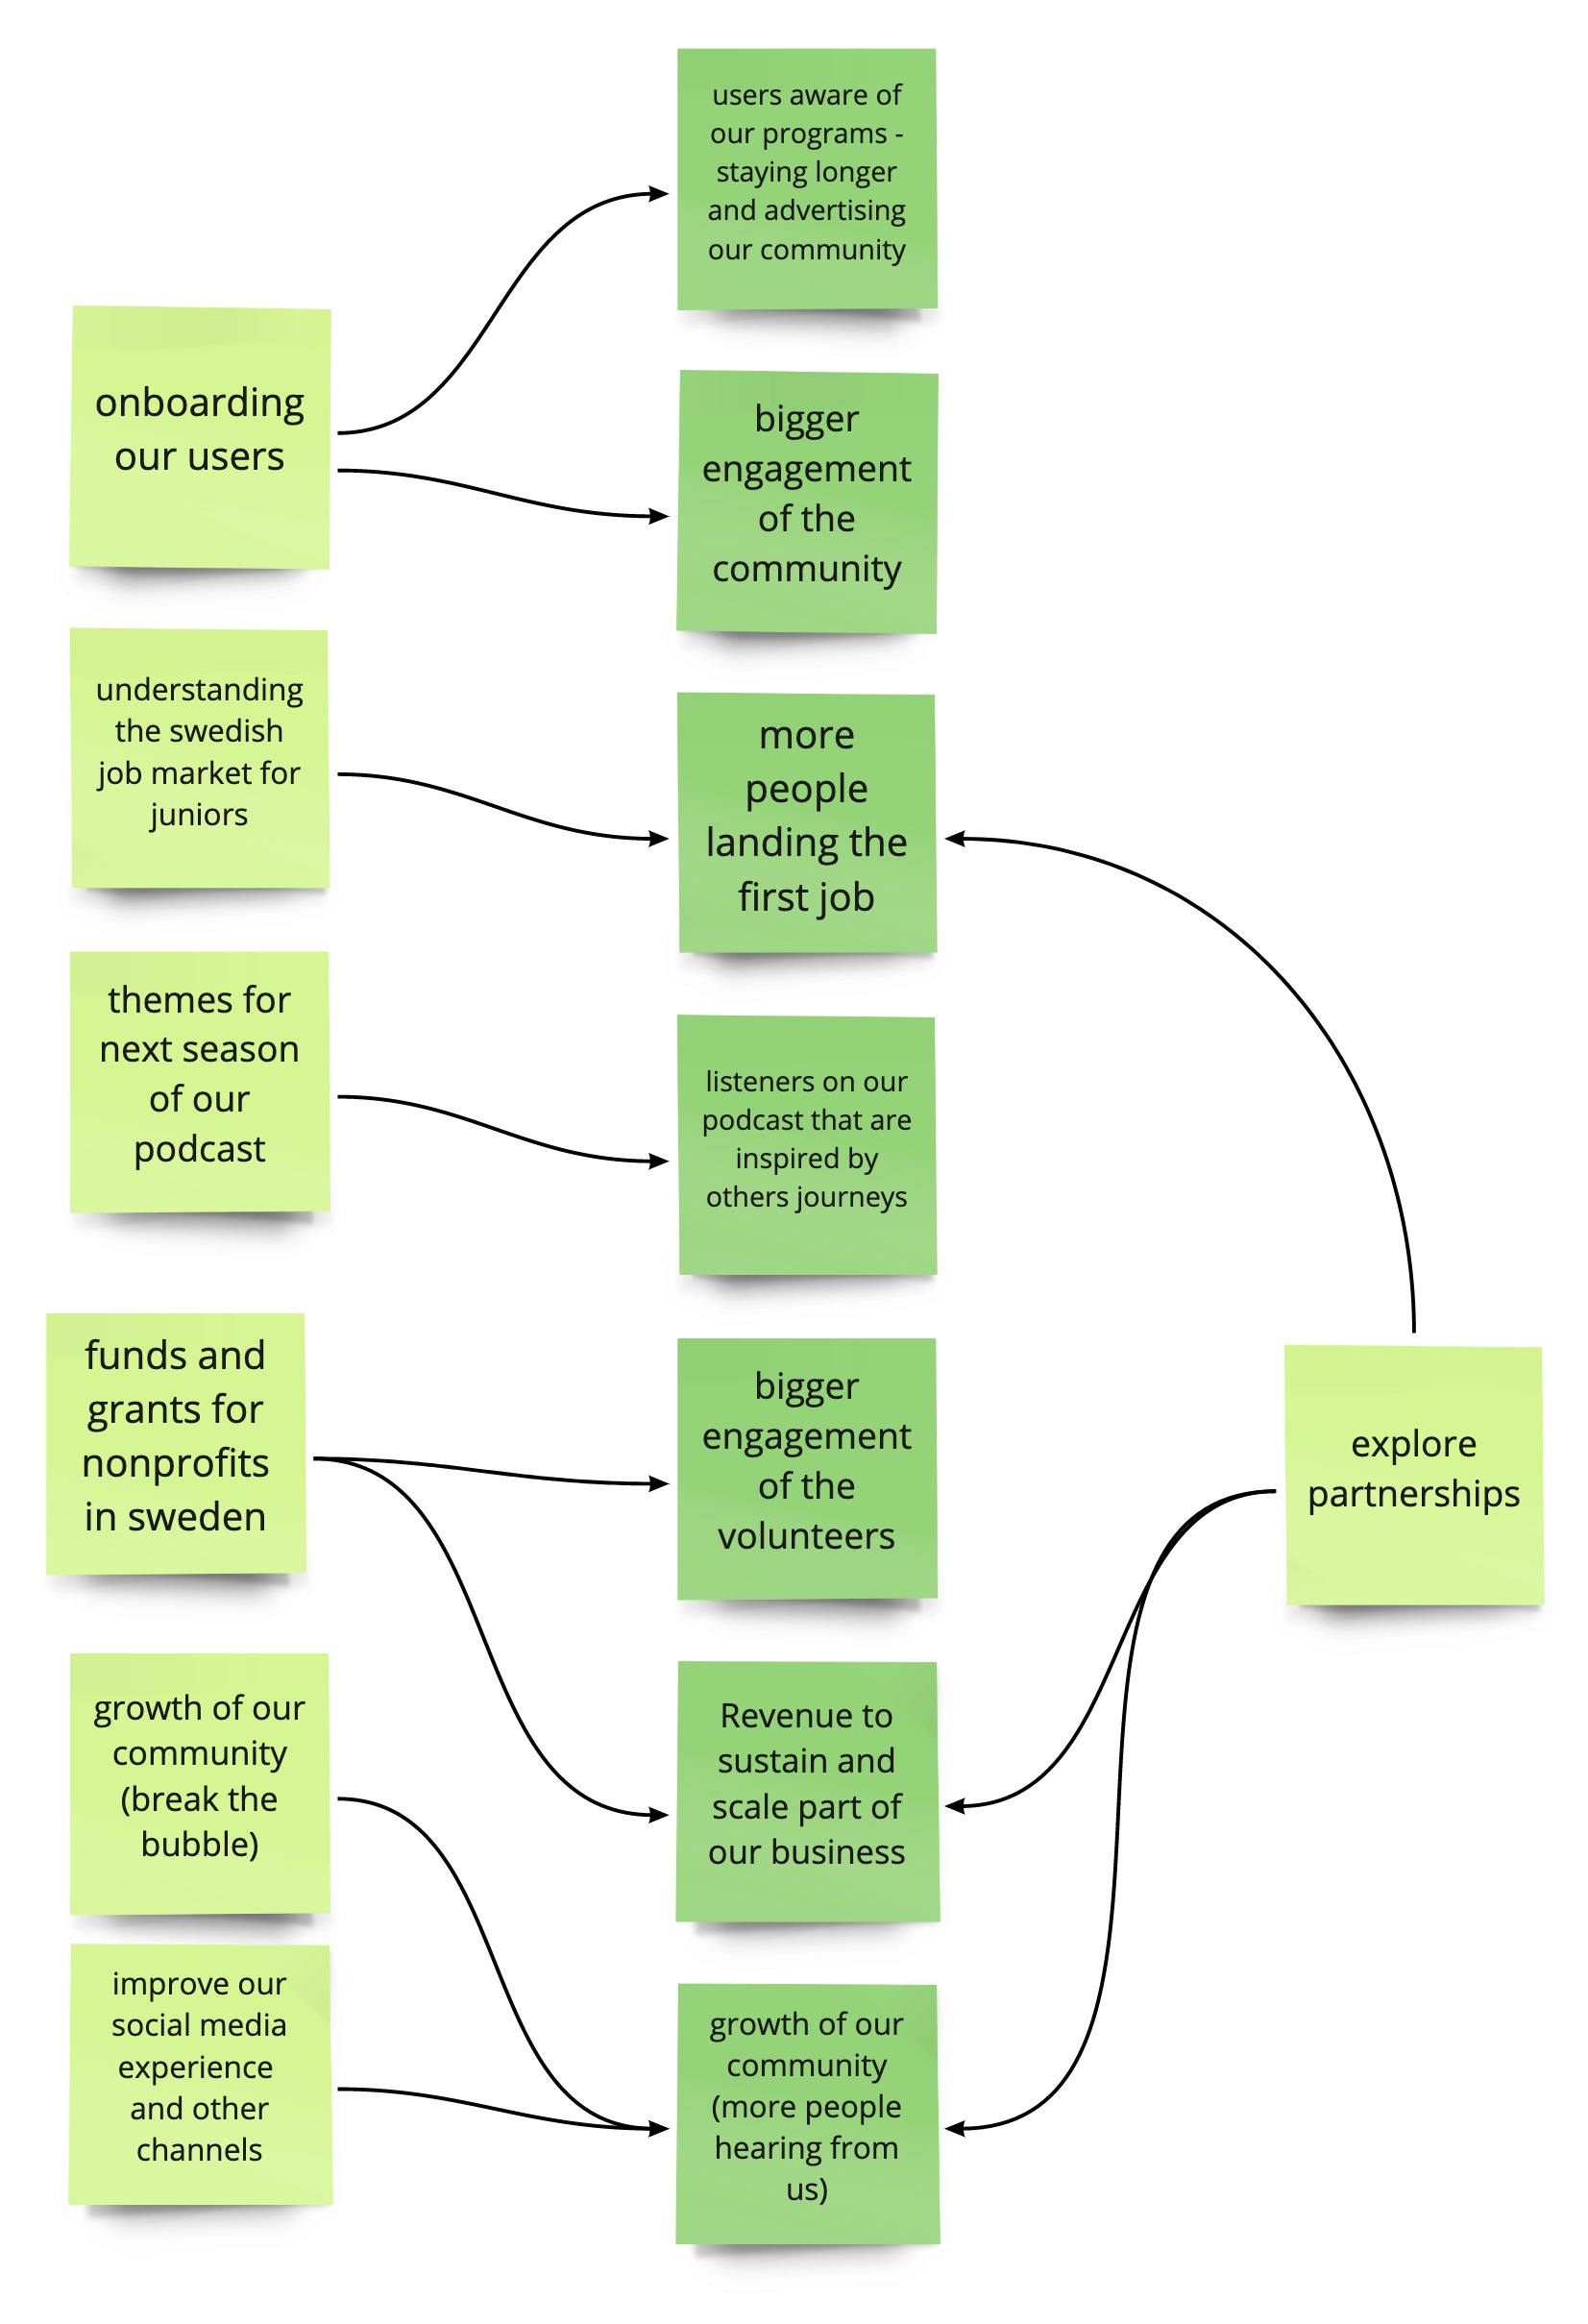 users aware of
our programs -
staying longer
and advertising
our community
onboarding
our users
bigger
engagement
of the
community
understanding
the swedish
job market for
juniors
more
people
landing the
first job
themes for
next season
of our
podcast
listeners on our
podcast that are
inspired by
others journeys
funds and
grants for
nonprofits
in sweden
bigger
engagement
of the
volunteers
explore
partnerships
growth of our
community
(break the
bubble)
Revenue to
sustain and
scale part of
our business
improve our
social media
experience
and other
channels
growth of our
community
(more people
hearing from
us)